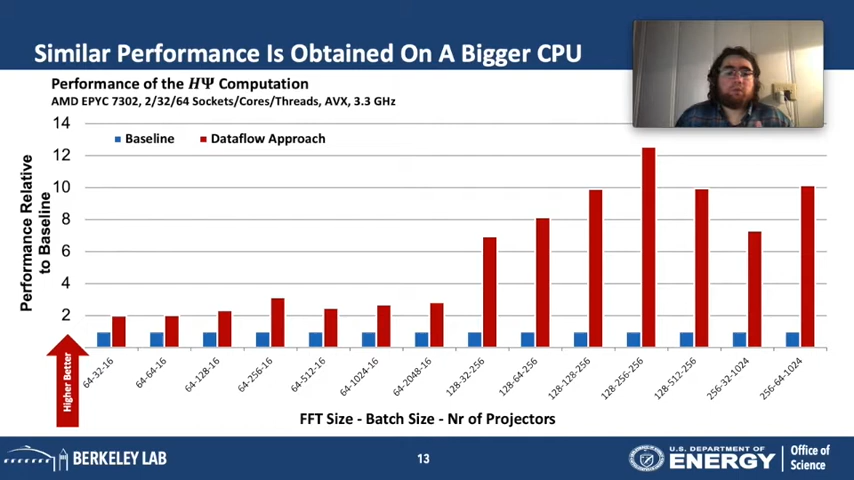 Similar Performance Is Obtained On A Bigger CPU
Performance of the HΨ Computation
AMD EPYC 7302, 2/32/64 Sockets/Cores/Threads, AVX, 3.3 GHz
14
12
10
8
6
4
2
Baseline
Dataflow Approach
Performance Relative
to Baseline
Higher Better
64-32-16
64-64-16
64-128-16
64-256-16
64-512-16
64-1024-16
64-2048-16
128-32-256
128-64-256
128-128-256
128-256-256
128-512-256
256-32-1024
256-64-1024
FFT Size - Batch Size - Nr of Projectors
BERKELEY LAB
13
U.S. DEPARTMENT OF
ENERGY
Office of
Science